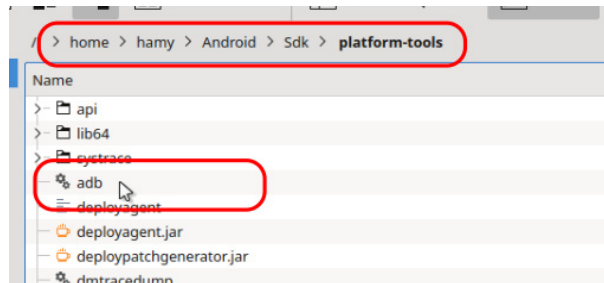 / > home > hamy > Android > Sdk > platform-tools
Name
api
lib64
systrace
adb
deployagent
deployagent.jar
deploypatchgenerator.jar
dmtracedump